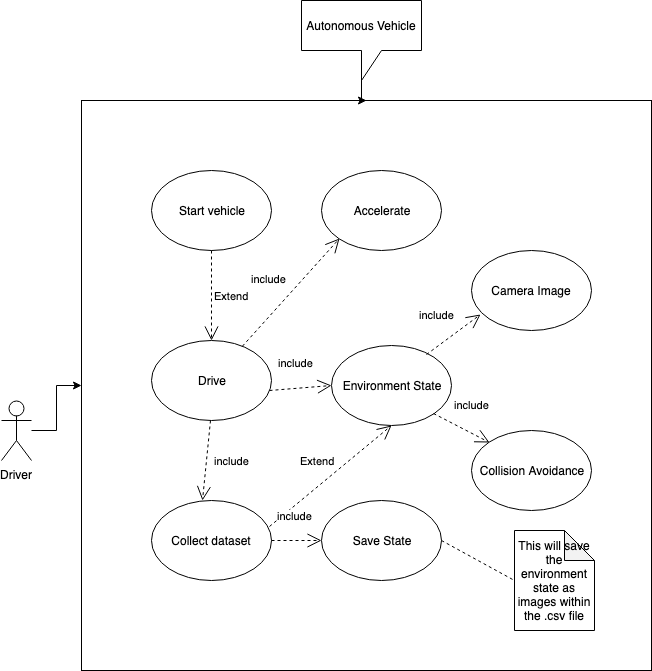 Autonomous Vehicle
Start vehicle
Accelerate
include
Extend
Camera Image
include
include
Drive
Environment State
include
Driver
include
Extend
Collision Avoidance
include
Collect dataset
Save State
This will save
the
environment
state as
images within
the .csv file